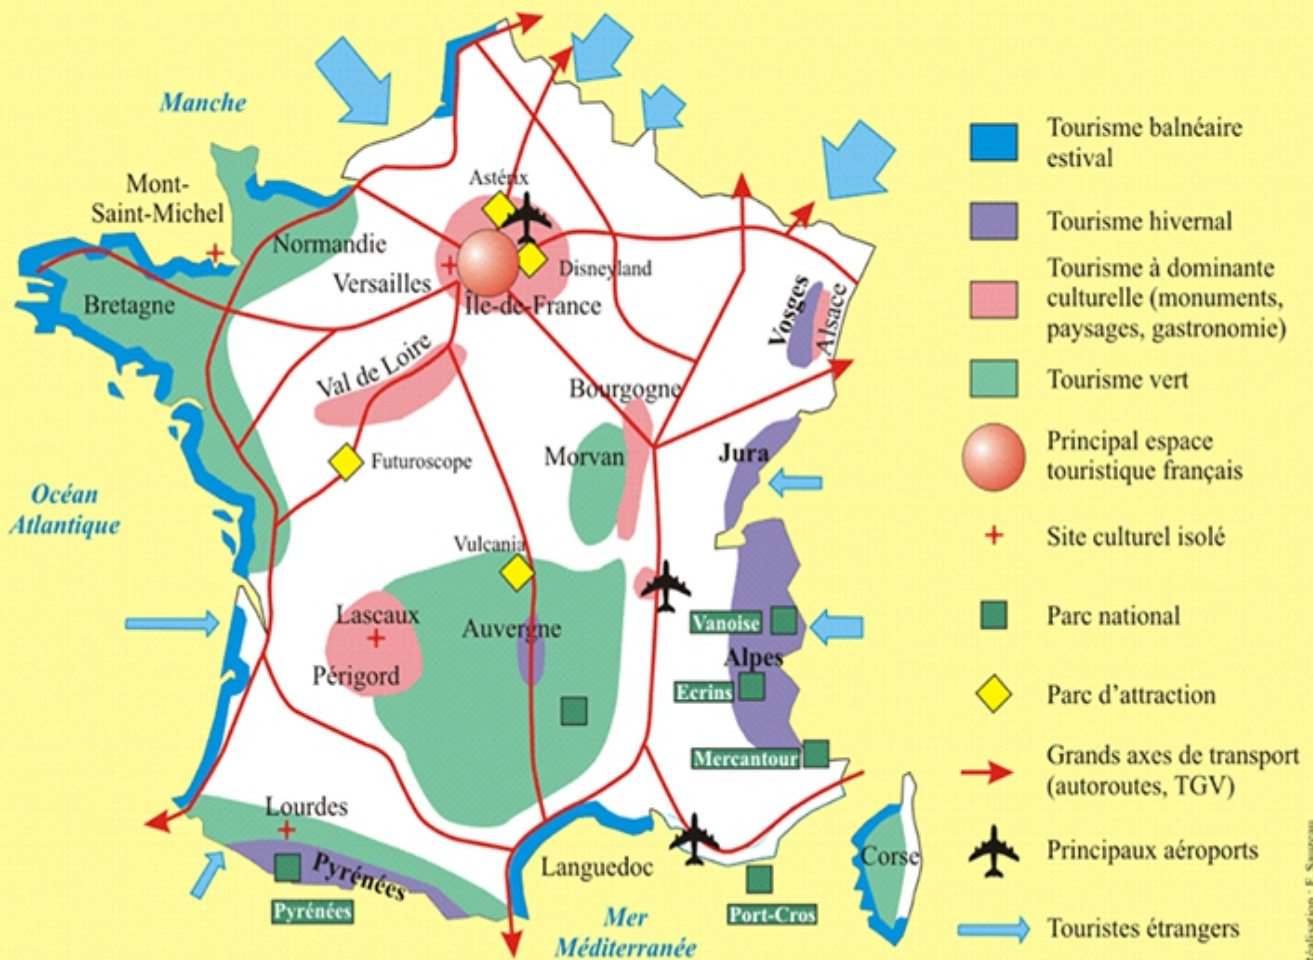 Manche
Mont-
Saint-Michel
Astérix
Normandie
Versailles
Disneyland
Île-de-France
Bretagne
Vosges
Alsace
Val de Loire
Bourgogne
Futuroscope
Morvan
Jura
Océan
Atlantique
Vulcania
Lascaux
Auvergne
Périgord
Vanoise
Alpes
Ecrins
Mercantour
Lourdes
Pyrénées
Pyrénées
Languedoc
Port-Cros
Corse
Mer
Méditerranée
Tourisme balnéaire
estival
Tourisme hivernal
Tourisme à dominante
culturelle (monuments,
paysages, gastronomie)
Tourisme vert
Principal espace
touristique français
Site culturel isolé
Parc national
Parc d’attraction
Grands axes de transport
(autoroutes, TGV)
Principaux aéroports
Touristes étrangers